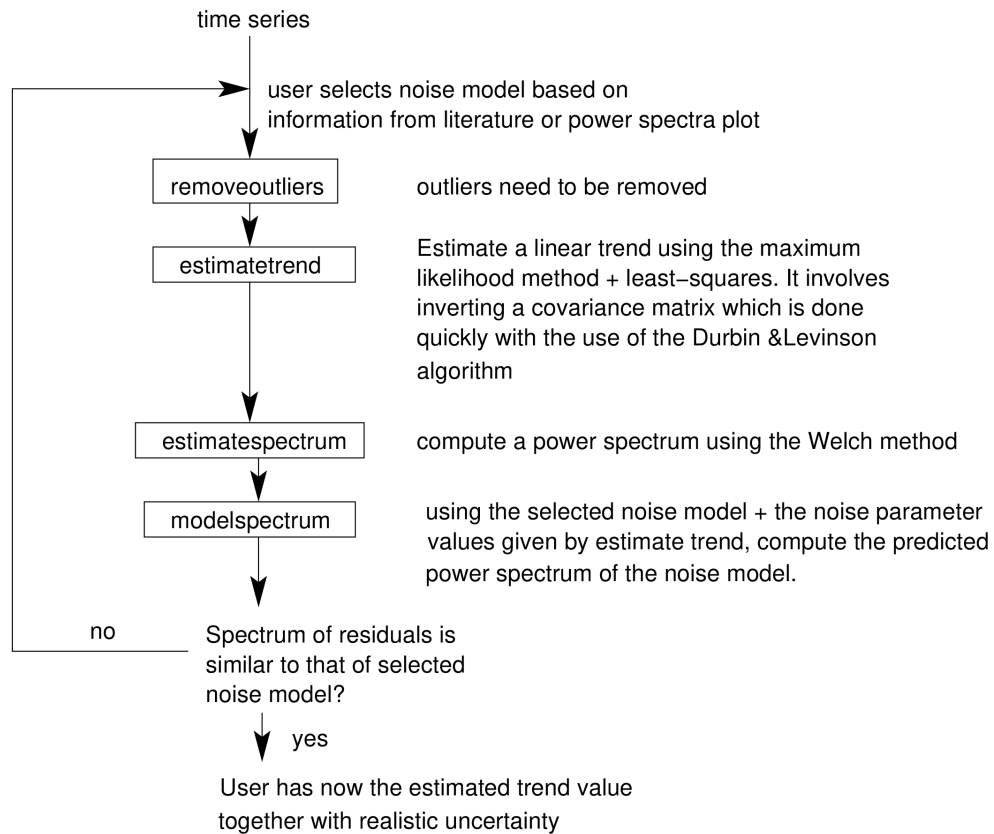 time series
user selects noise model based on
information from literature or power spectra plot
removeoutliers
outliers need to be removed
estimatetrend
Estimate a linear trend using the maximum
likelihood method + least−squares. It involves
inverting a covariance matrix which is done
quickly with the use of the Durbin &Levinson
algorithm
estimatespectrum
compute a power spectrum using the Welch method
modelspectrum
using the selected noise model + the noise parameter
values given by estimate trend, compute the predicted
power spectrum of the noise model.
no
Spectrum of residuals is
similar to that of selected
noise model?
yes
User has now the estimated trend value
together with realistic uncertainty